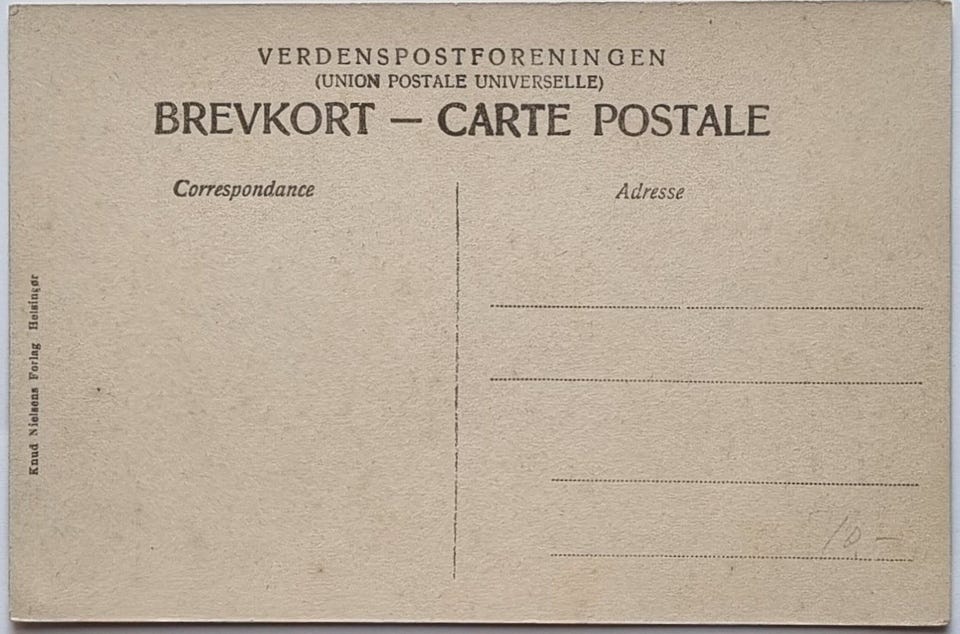 VERDENSPOSTFORENINGEN
(UNION POSTALE UNIVERSELLE)
BREVKORT — CARTE POSTALE
Correspondance
Adresse
Knud Nielsens Forlag Helsingør
10 –